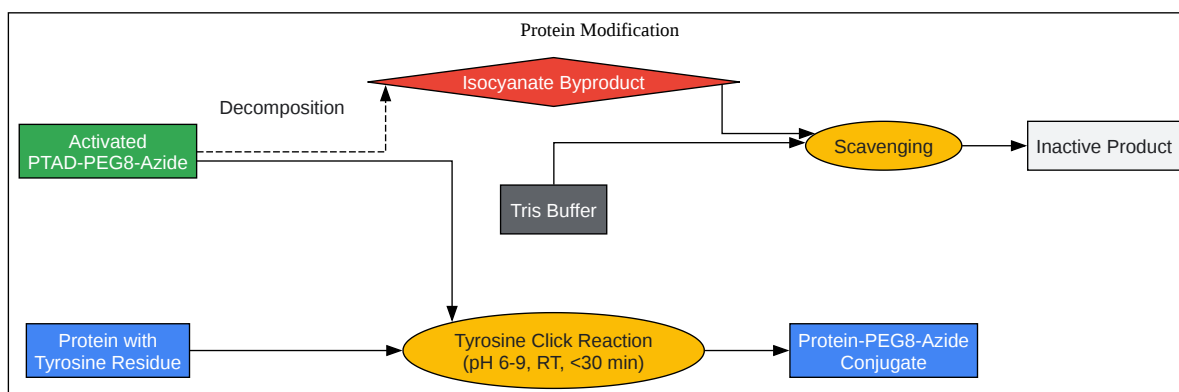 Protein Modification
Isocyanate Byproduct
Decomposition
Activated
PTAD-PEG8-Azide
Scavenging
Inactive Product
Tris Buffer
Protein with
Tyrosine Residue
Tyrosine Click Reaction
(pH 6-9, RT, <30 min)
Protein-PEG8-Azide
Conjugate